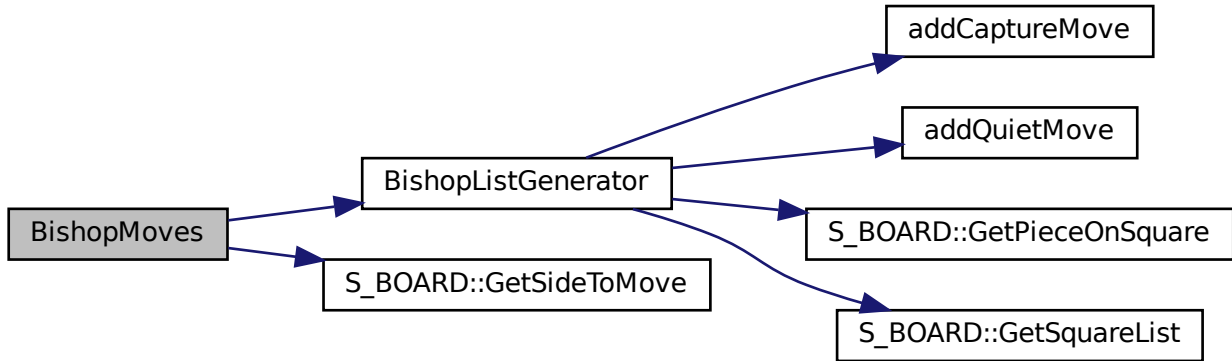 addCaptureMove
addQuietMove
BishopListGenerator
BishopMoves
S_BOARD::GetPieceOnSquare
S_BOARD::GetSideToMove
S_BOARD::GetSquareList